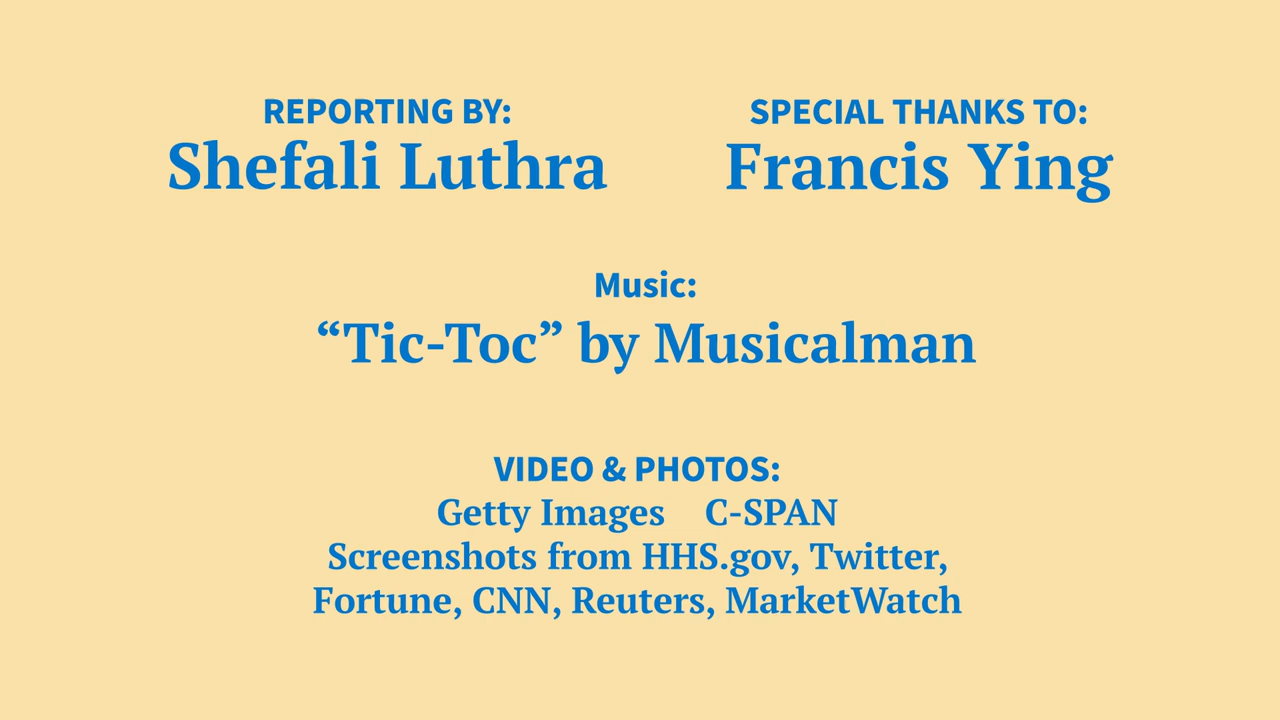 REPORTING BY:
Shefali Luthra
SPECIAL THANKS TO:
Francis Ying
Music:
“Tic-Toc” by Musicalman
VIDEO & PHOTOS:
Getty Images C-SPAN
Screenshots from HHS.gov, Twitter,
Fortune, CNN, Reuters, MarketWatch